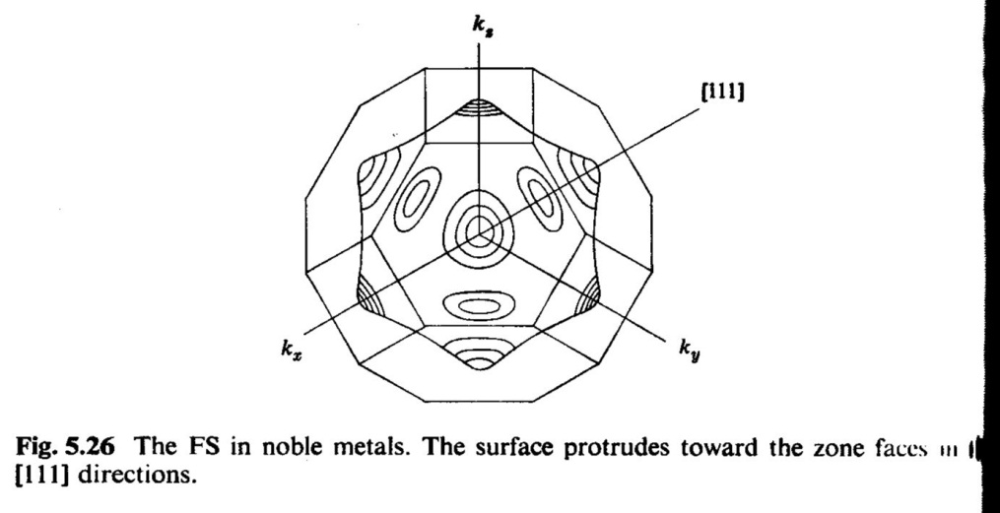 k_z
[111]
k_x
k_y
Fig. 5.26 The FS in noble metals. The surface protrudes toward the zone faces in
[111] directions.